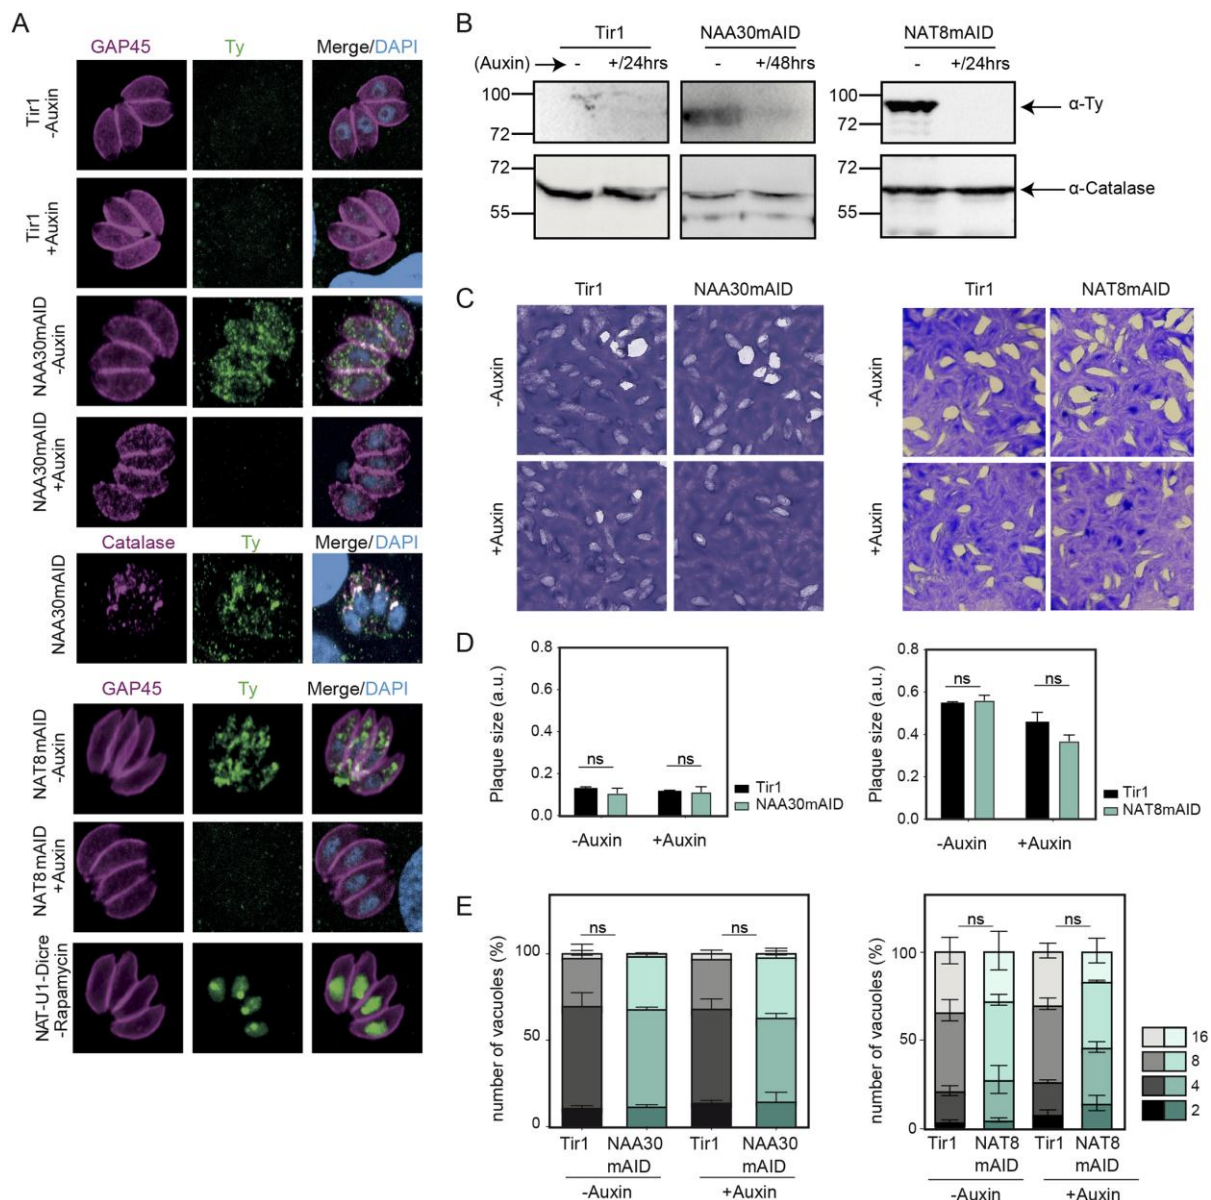 A
GAP45 Ty Merge/DAPI
Tir1
-Auxin
Tir1
+Auxin
NAA30mAID
-Auxin
NAA30mAID
+Auxin
Catalase Ty Merge/DAPI
NAA30mAID
GAP45 Ty Merge/DAPI
NAT8mAID
-Auxin
NAT8mAID
+Auxin
NAT-U1-Dicre
-Rapamycin
B
Tir1 NAA30mAID NAT8mAID
(Auxin) - +/24hrs - +/48hrs - +/24hrs
100
72
100
72
α-Ty
72
55
72
55
α-Catalase
C
Tir1 NAA30mAID Tir1 NAT8mAID
-Auxin
+Auxin
-Auxin
+Auxin
D
Plaque size (a.u.)
0.8
0.6
0.4
0.2
0.0
ns ns
-Auxin +Auxin
Tir1
NAA30mAID
Plaque size (a.u.)
0.8
0.6
0.4
0.2
0.0
ns ns
-Auxin +Auxin
Tir1
NAT8mAID
E
number of vacuoles (%)
100
50
0
ns ns
Tir1 NAA30 Tir1 NAA30
mAID mAID
-Auxin +Auxin
number of vacuoles (%)
100
50
0
ns ns
Tir1 NAT8 Tir1 NAT8
mAID mAID
-Auxin +Auxin
16
8
4
2